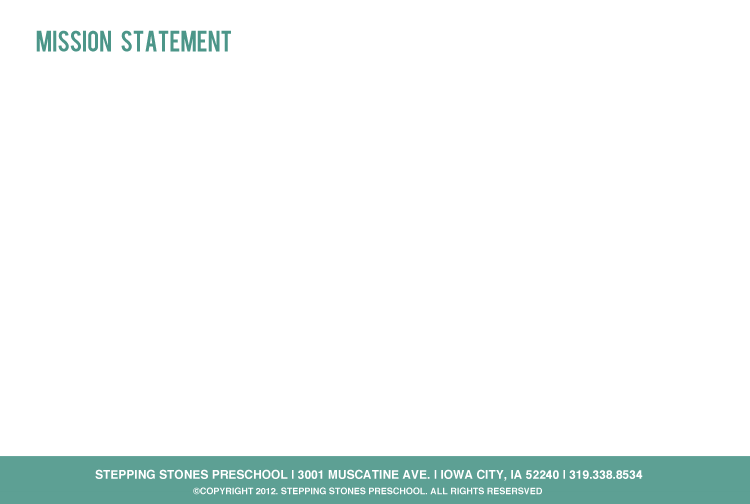 MISSION STATEMENT
STEPPING STONES PRESCHOOL | 3001 MUSCATINE AVE. | IOWA CITY, IA 52240 | 319.338.8534
©COPYRIGHT 2012. STEPPING STONES PRESCHOOL. ALL RIGHTS RESERSVED